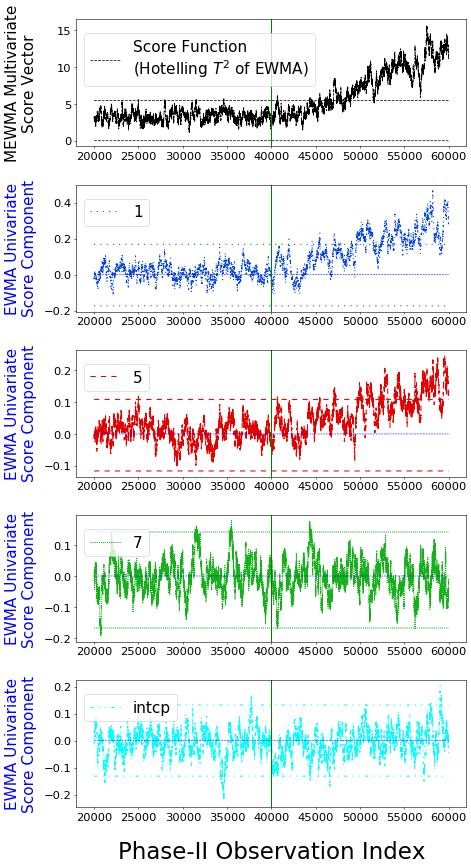 MEWMA Multivariate
Score Vector
Score Function
(Hotelling T² of EWMA)
15
10
5
0
20000 25000 30000 35000 40000 45000 50000 55000 60000
EWMA Univariate
Score Component
1
0.4
0.2
0.0
−0.2
20000 25000 30000 35000 40000 45000 50000 55000 60000
EWMA Univariate
Score Component
5
0.2
0.1
0.0
−0.1
20000 25000 30000 35000 40000 45000 50000 55000 60000
EWMA Univariate
Score Component
7
0.1
0.0
−0.1
−0.2
20000 25000 30000 35000 40000 45000 50000 55000 60000
EWMA Univariate
Score Component
intcp
0.2
0.1
0.0
−0.1
−0.2
20000 25000 30000 35000 40000 45000 50000 55000 60000
Phase-II Observation Index